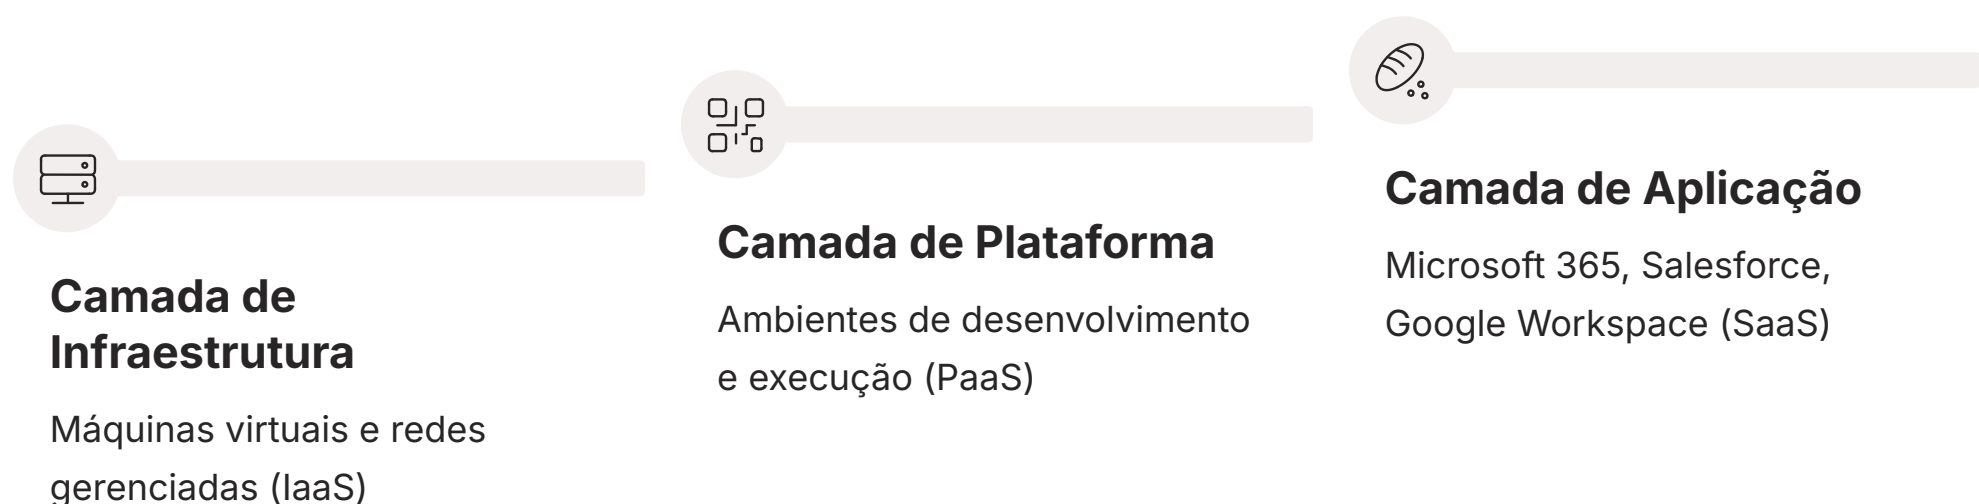 Camada de
Infraestrutura
Máquinas virtuais e redes
gerenciadas (IaaS)
Camada de Plataforma
Ambientes de desenvolvimento
e execução (PaaS)
Camada de Aplicação
Microsoft 365, Salesforce,
Google Workspace (SaaS)